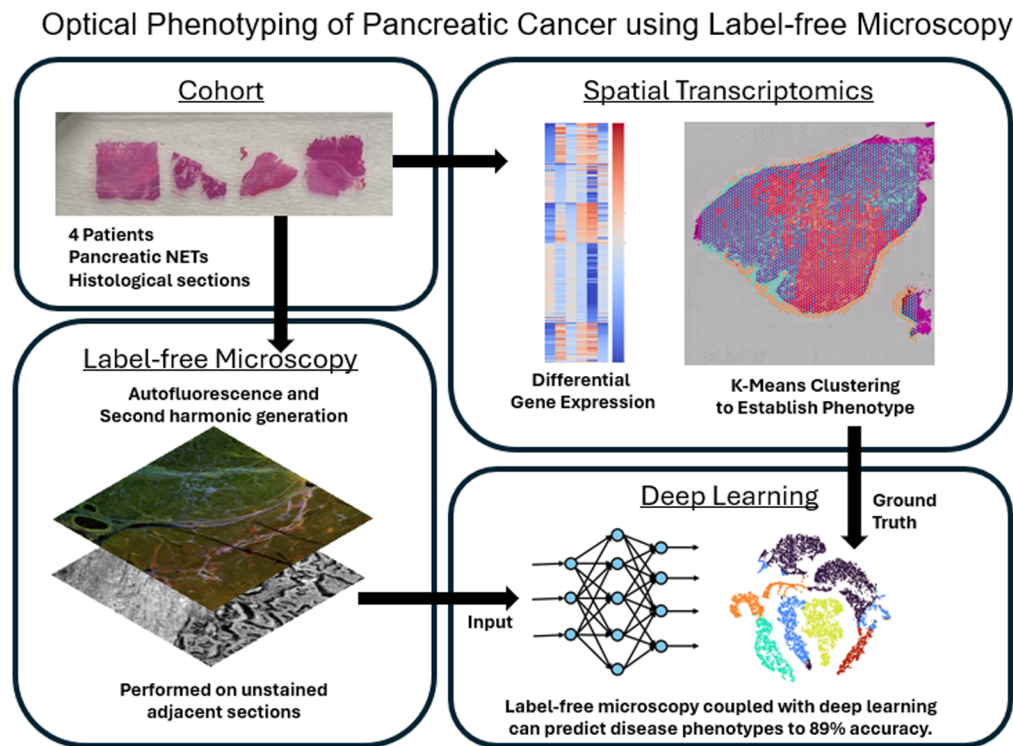 Optical Phenotyping of Pancreatic Cancer using Label-free Microscopy
Cohort
4 Patients
Pancreatic NETs
Histological sections
Spatial Transcriptomics
Differential
Gene Expression
K-Means Clustering
to Establish Phenotype
Label-free Microscopy
Autofluorescence and
Second harmonic generation
Performed on unstained
adjacent sections
Input
Deep Learning
Ground
Truth
Label-free microscopy coupled with deep learning
can predict disease phenotypes to 89% accuracy.